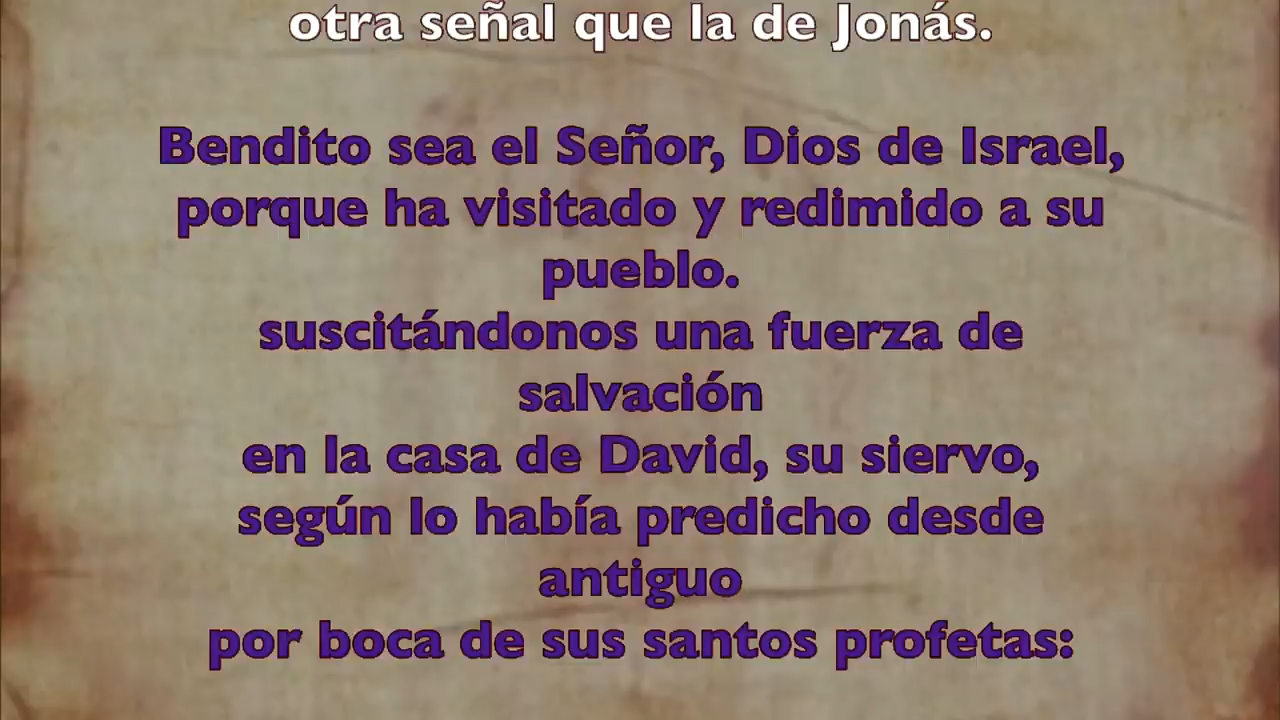 otra señal que la de Jonás.
Bendito sea el Señor, Dios de Israel,
porque ha visitado y redimido a su
pueblo.
suscitándonos una fuerza de
salvación
en la casa de David, su siervo,
según lo había predicho desde
antiguo
por boca de sus santos profetas: